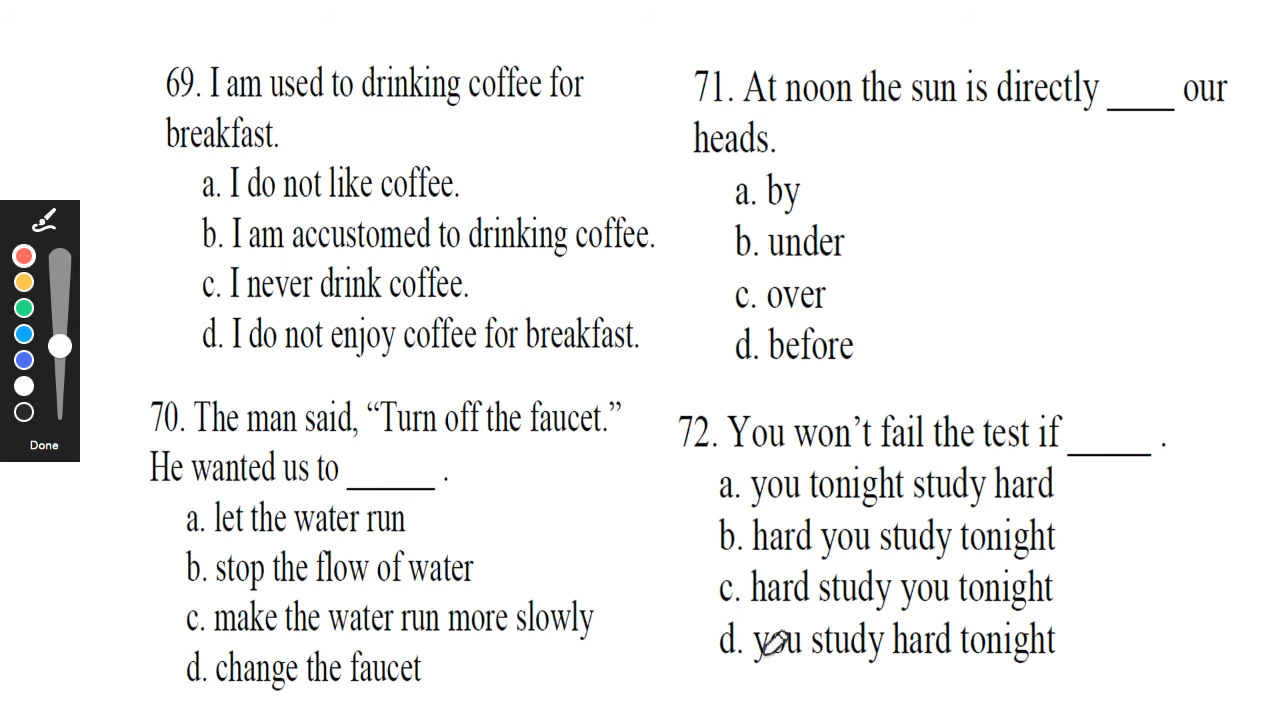 69. I am used to drinking coffee for
breakfast.
a. I do not like coffee.
b. I am accustomed to drinking coffee.
c. I never drink coffee.
d. I do not enjoy coffee for breakfast.
70. The man said, “Turn off the faucet.”
He wanted us to ______ .
a. let the water run
b. stop the flow of water
c. make the water run more slowly
d. change the faucet
71. At noon the sun is directly ____ our
heads.
a. by
b. under
c. over
d. before
72. You won’t fail the test if _____ .
a. you tonight study hard
b. hard you study tonight
c. hard study you tonight
d. you study hard tonight
Done